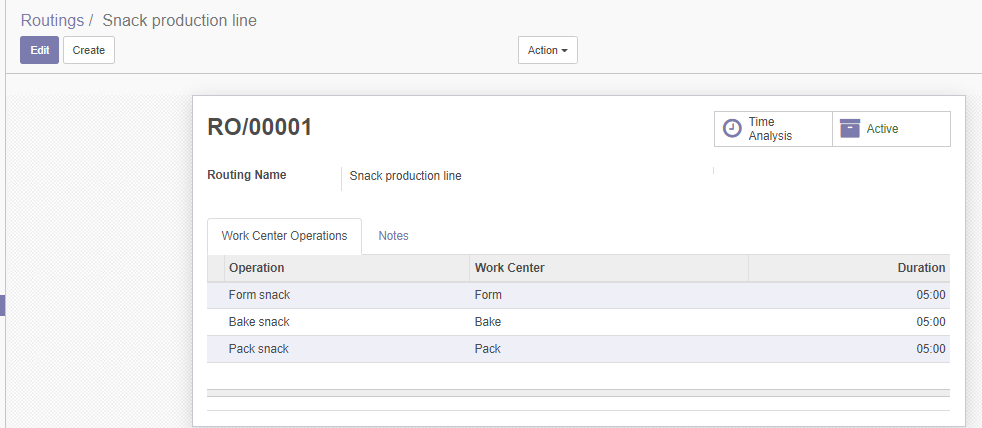 Routings / Snack production line
Edit Create Action
RO/00001
Time Analysis
Active
Routing Name Snack production line
Work Center Operations Notes
Operation Work Center Duration
Form snack Form 05:00
Bake snack Bake 05:00
Pack snack Pack 05:00